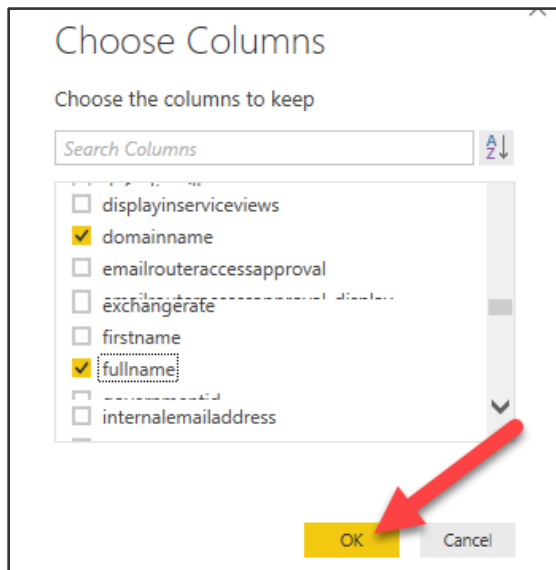 Choose Columns
Choose the columns to keep
Search Columns
A
Z
displayinserviceviews
domainname
emailrouteraccessapproval
exchangerate
firstname
fullname
internalemailaddress
OK
Cancel